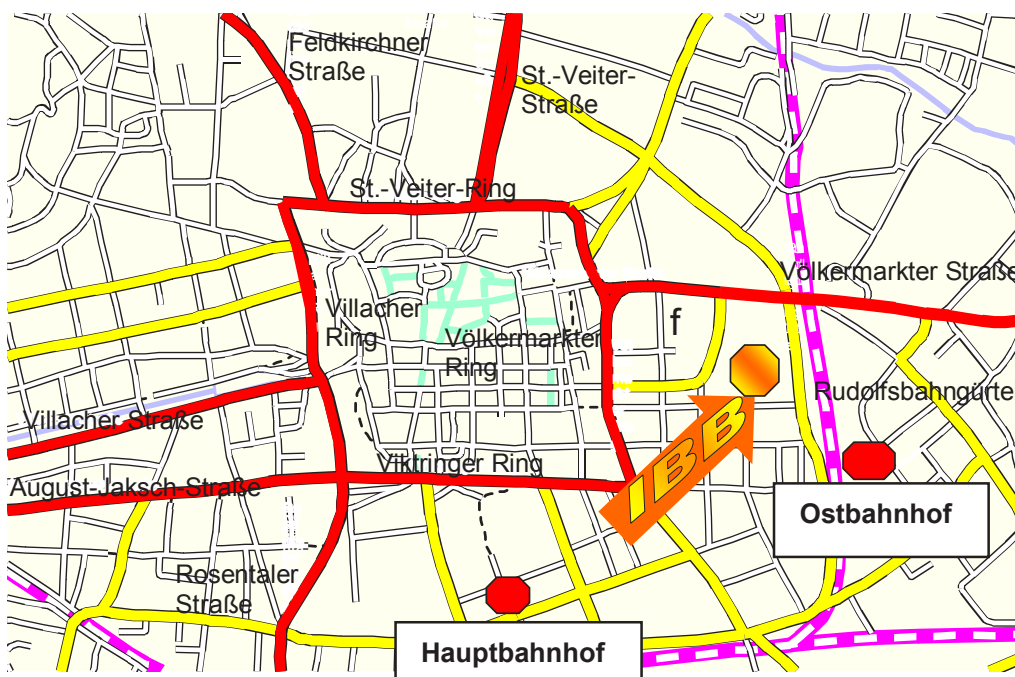 Feldkirchner
Straße
St.-Veiter-
Straße
St.-Veiter-Ring
Völkermarkter Straße
Villacher
Ring
Völkermarkter
Ring
f
Rudolfsbahngürte
Villacher Straße
IBB
Viktringer Ring
August-Jaksch-Straße
Ostbahnhof
Rosentaler
Straße
Hauptbahnhof